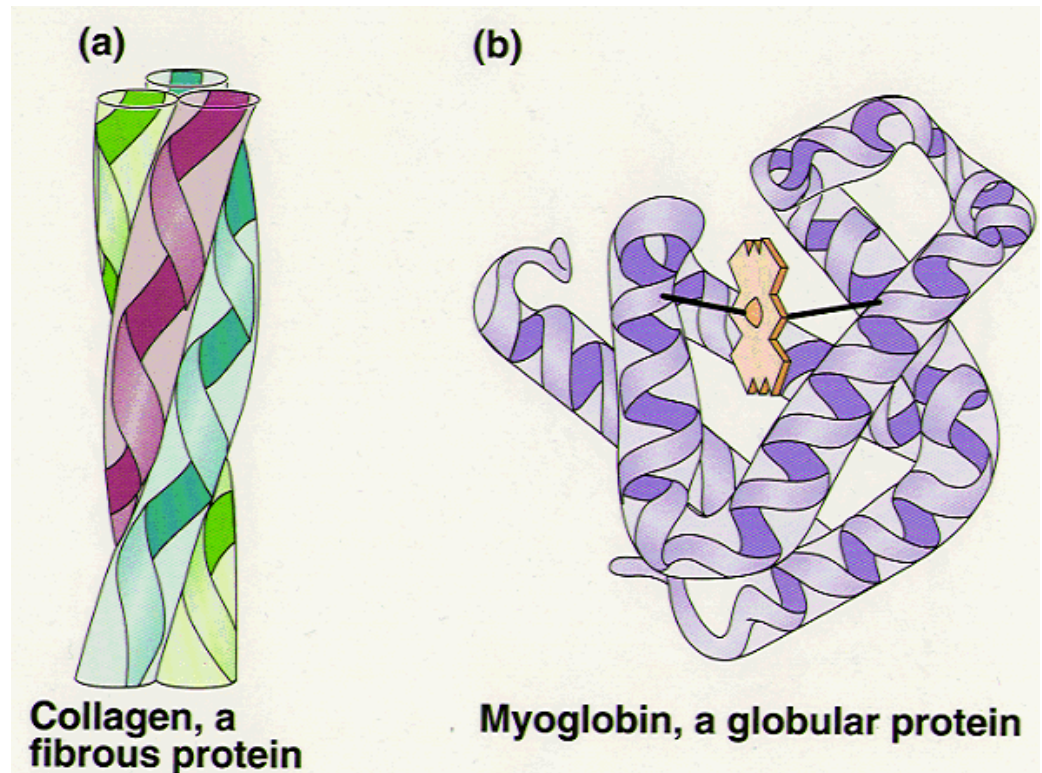 (a)
(b)
Collagen, a
fibrous protein
Myoglobin, a globular protein